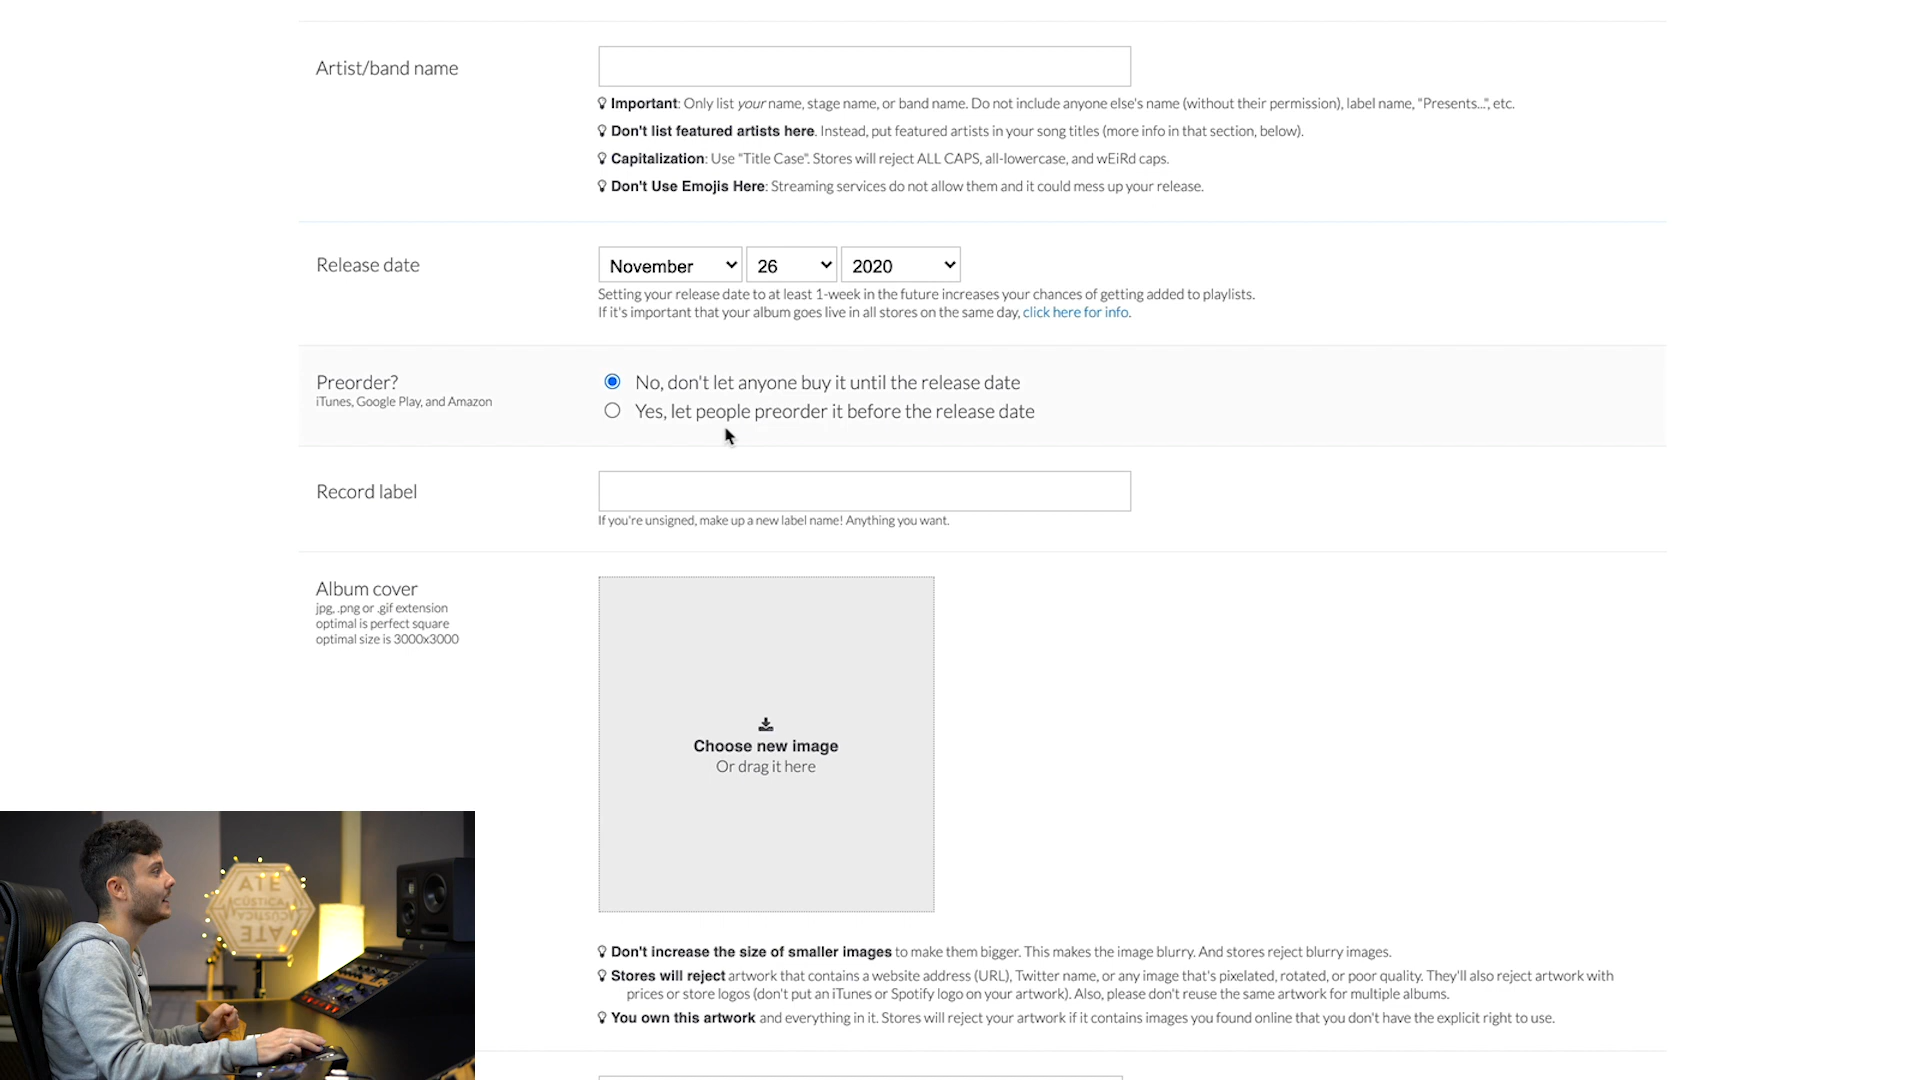 Artist/band name
Important: Only list your name, stage name, or band name. Do not include anyone else's name (without their permission), label name, "Presents...", etc.
Don't list featured artists here. Instead, put featured artists in your song titles (more info in that section, below).
Capitalization: Use "Title Case". Stores will reject ALL CAPS, all-lowercase, and wEiRd caps.
Don't Use Emojis Here: Streaming services do not allow them and it could mess up your release.
Release date
November 26 2020
Setting your release date to at least 1-week in the future increases your chances of getting added to playlists.
If it's important that your album goes live in all stores on the same day, click here for info.
Preorder?
iTunes, Google Play, and Amazon
No, don't let anyone buy it until the release date
Yes, let people preorder it before the release date
Record label
If you're unsigned, make up a new label name! Anything you want.
Album cover
jpg, .png or .gif extension
optimal is perfect square
optimal size is 3000x3000
Choose new image
Or drag it here
Don't increase the size of smaller images to make them bigger. This makes the image blurry. And stores reject blurry images.
Stores will reject artwork that contains a website address (URL), Twitter name, or any image that's pixelated, rotated, or poor quality. They'll also reject artwork with
prices or store logos (don't put an iTunes or Spotify logo on your artwork). Also, please don't reuse the same artwork for multiple albums.
You own this artwork and everything in it. Stores will reject your artwork if it contains images you found online that you don't have the explicit right to use.
ATE
CÚSTICA